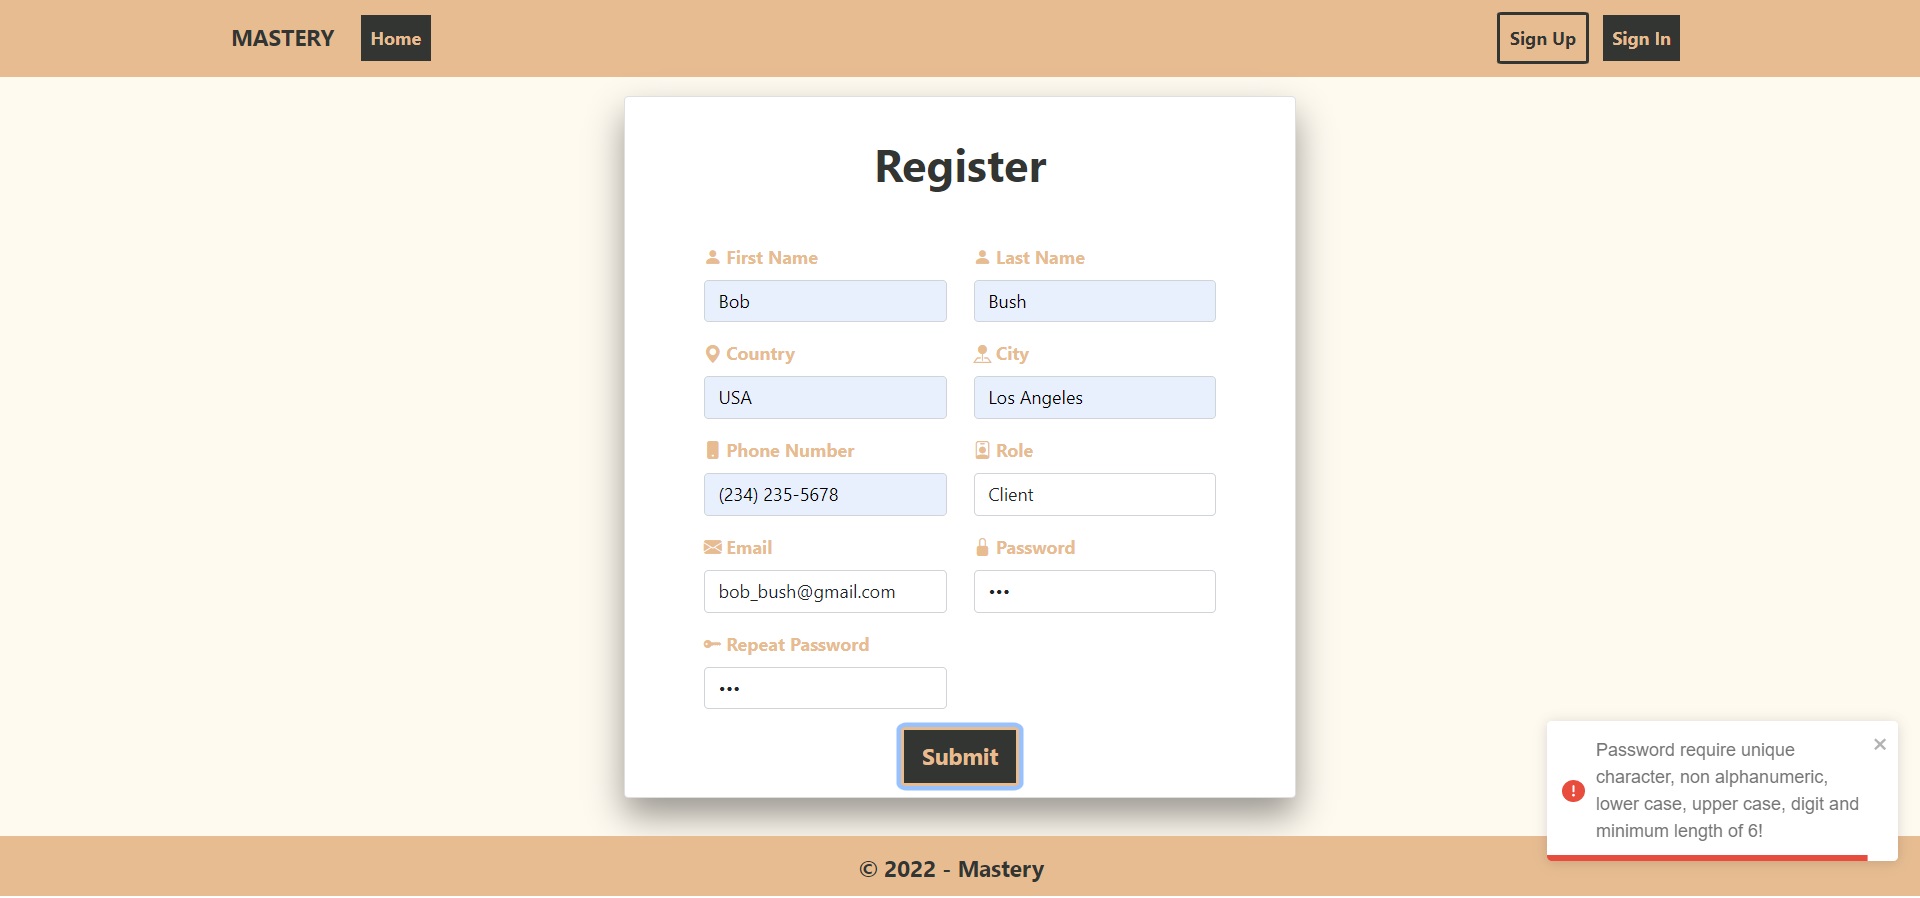 MASTERY
Home
Sign Up
Sign In
Register
First Name
Last Name
Bob
Bush
Country
City
USA
Los Angeles
Phone Number
Role
(234) 235-5678
Client
Email
Password
bob_bush@gmail.com
•••
Repeat Password
•••
Submit
Password require unique
character, non alphanumeric,
lower case, upper case, digit and
minimum length of 6!
© 2022 - Mastery